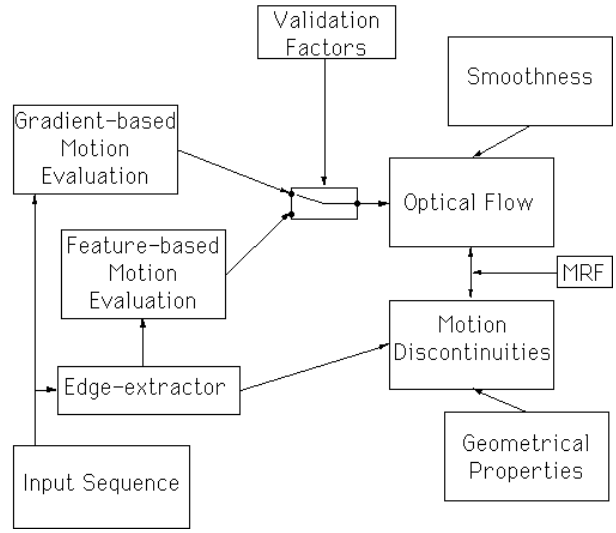 Validation
Factors
Smoothness
Gradient-based
Motion
Evaluation
Optical Flow
Feature-based
Motion
Evaluation
MRF
Motion
Discontinuities
Edge-extractor
Geometrical
Properties
Input Sequence